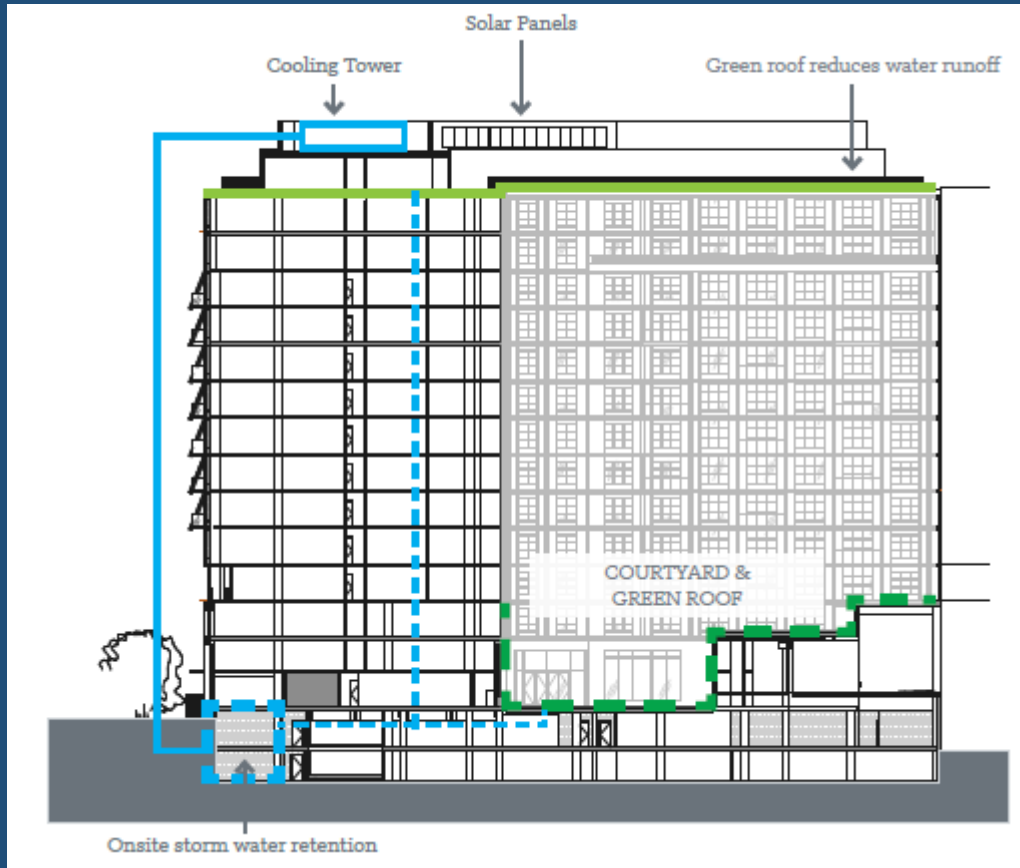 Solar Panels
Cooling Tower
Green roof reduces water runoff
COURTYARD &
GREEN ROOF
Onsite storm water retention